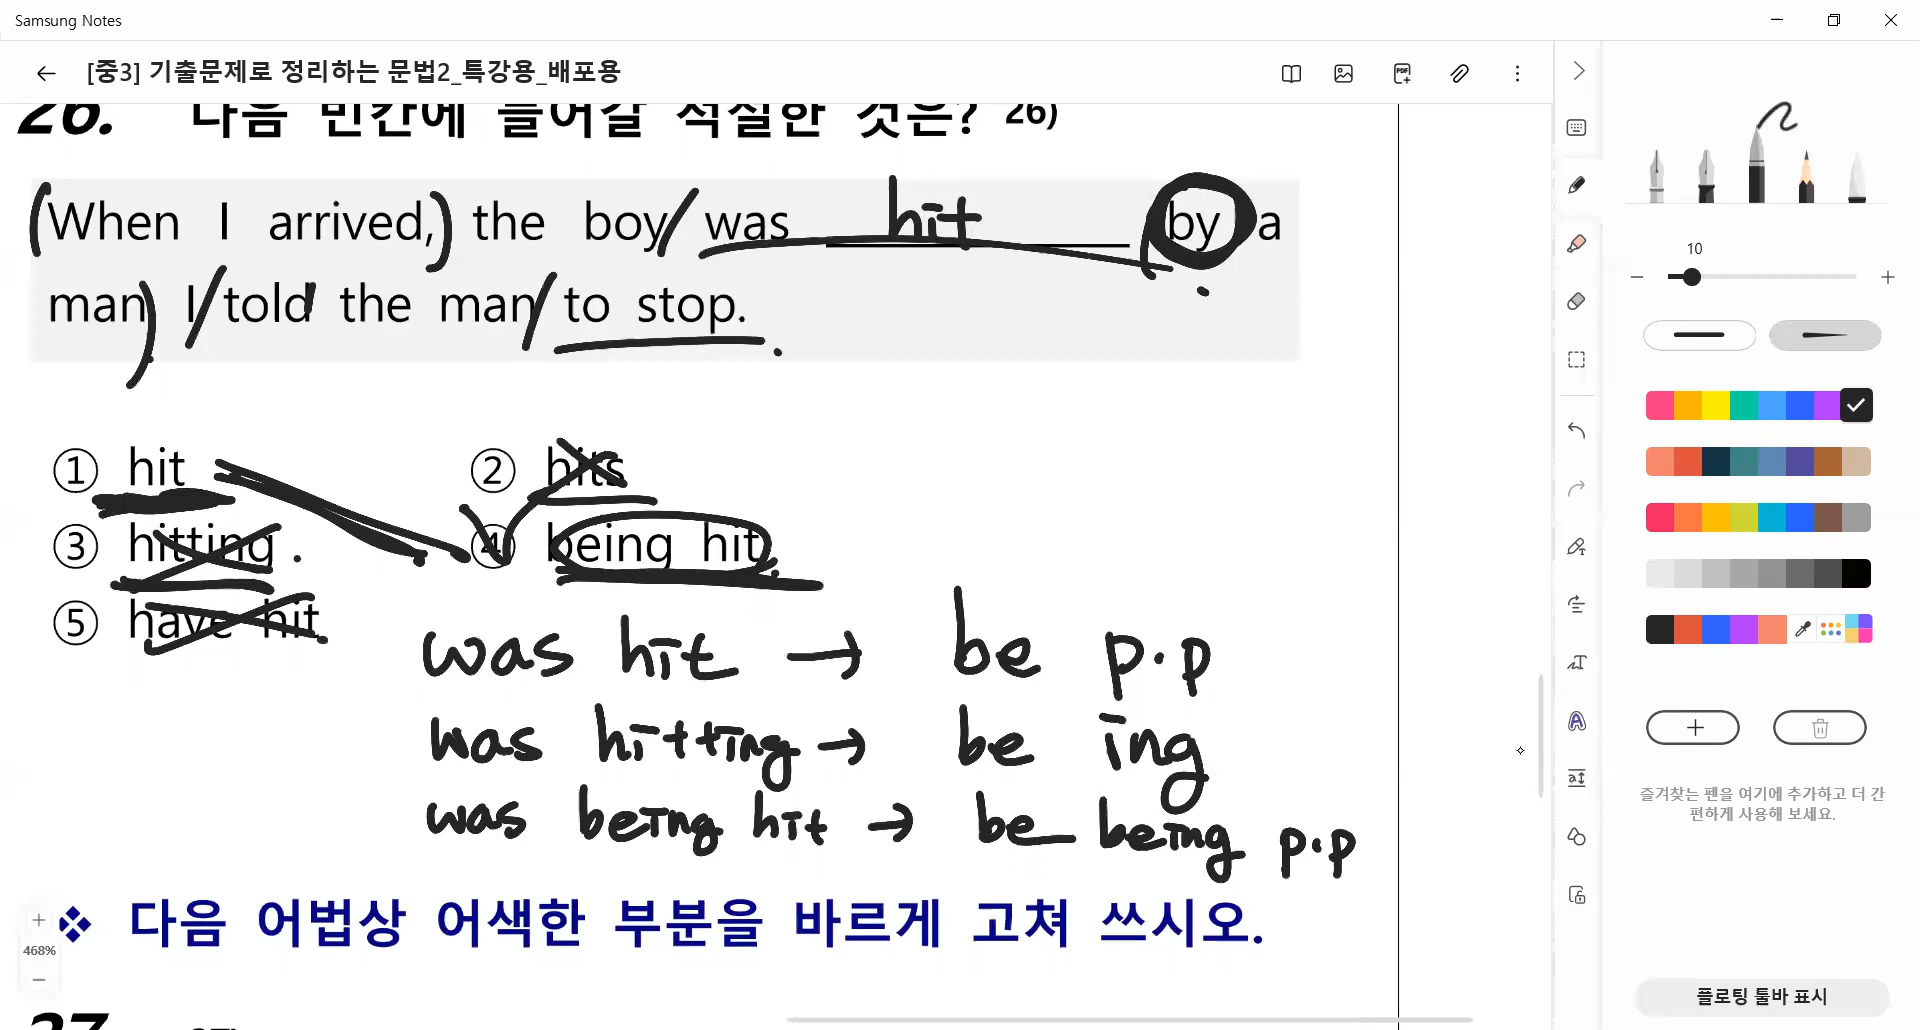 Samsung Notes
[중3] 기출문제로 정리하는 문법2_특강용_배포용
26. 다음 빈칸에 들어갈 적절한 것은? 26)
When I arrived, the boy was hit by a
man. I told the man to stop.
① hit ② hits
③ hitting ④ being hit
⑤ have hit
was hit → be p.p
was hitting → be ing
was being hit → be being p.p
❖ 다음 어법상 어색한 부분을 바르게 고쳐 쓰시오.
468%
10
즐겨찾는 펜을 여기에 추가하고 더 간
편하게 사용해 보세요.
플로팅 툴바 표시